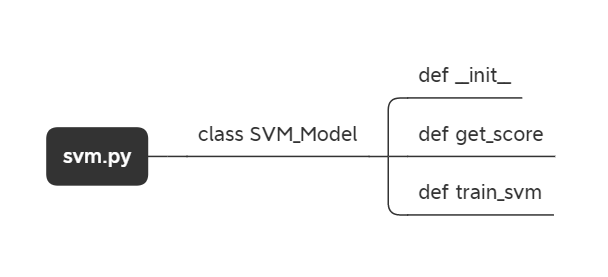 svm.py
class SVM_Model
def __init__
def get_score
def train_svm